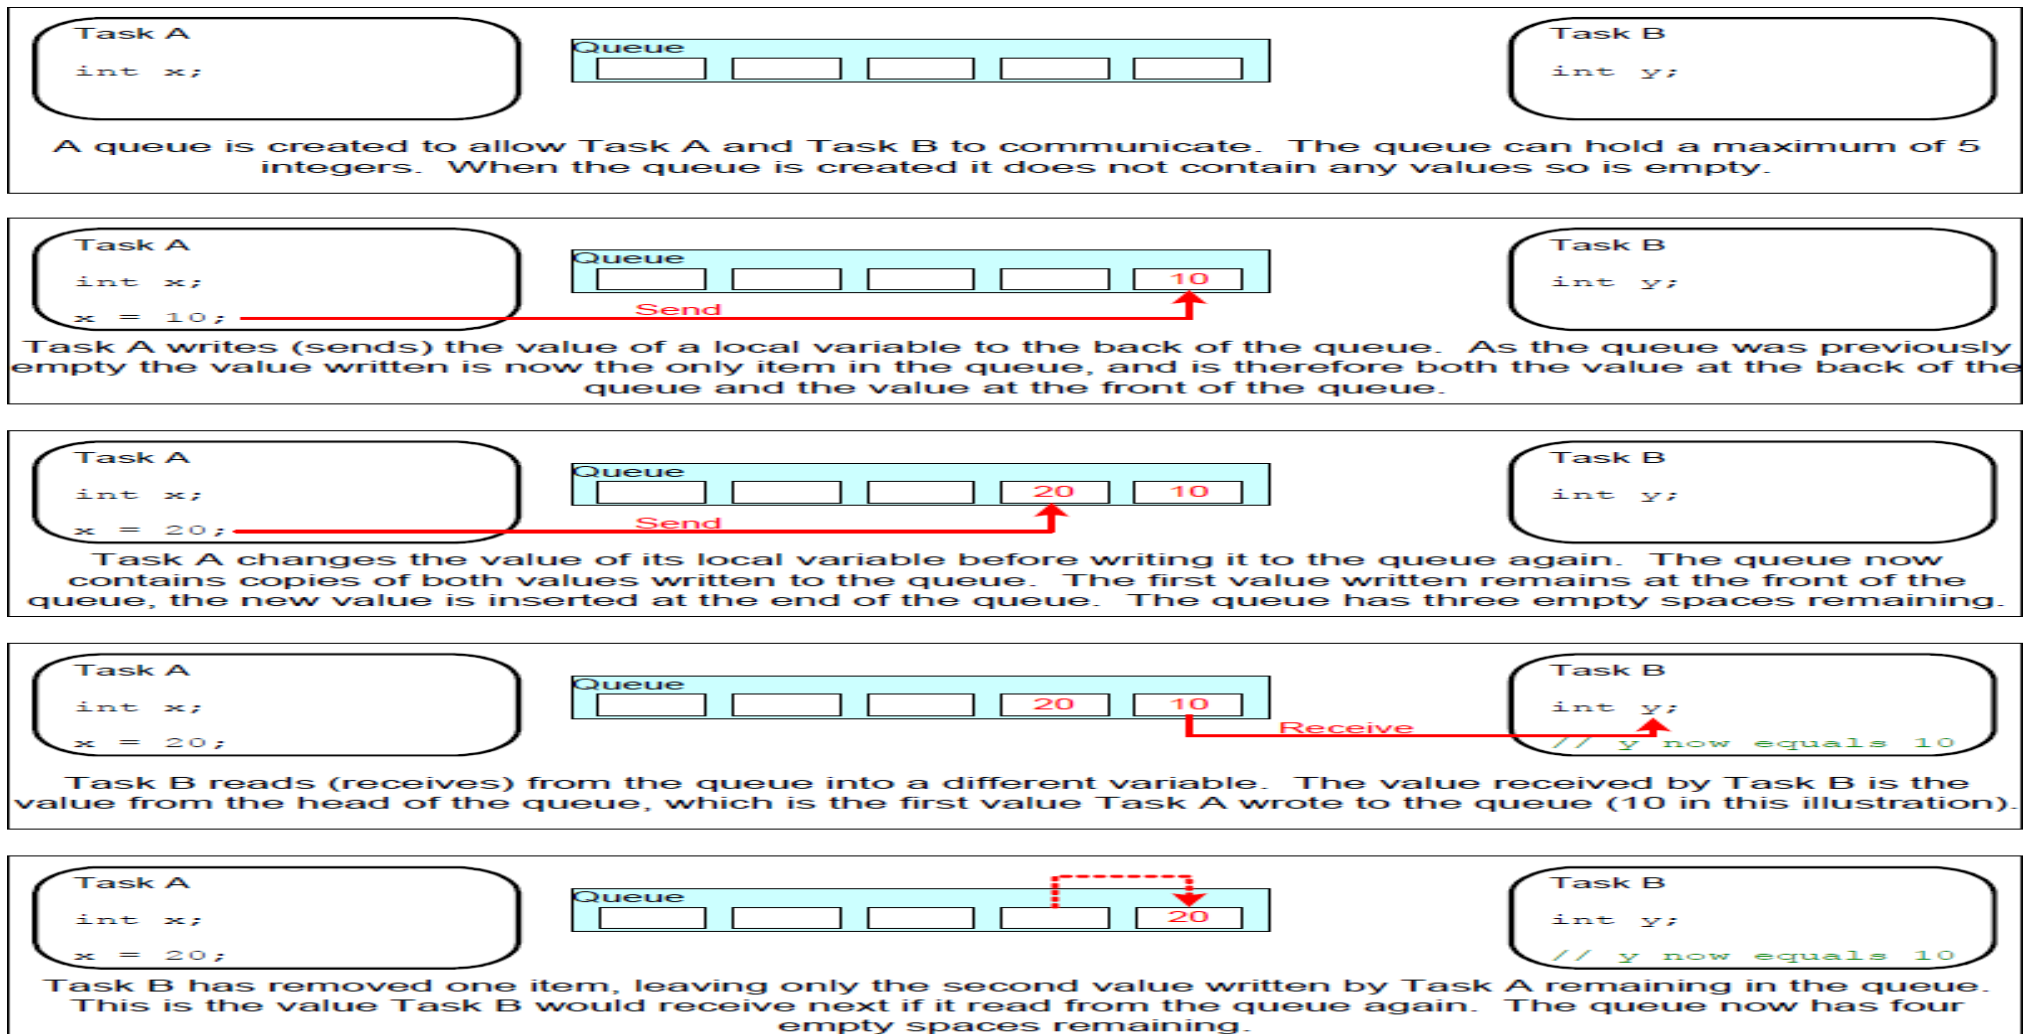 Task A
int x;
Queue
Task B
int y;
A queue is created to allow Task A and Task B to communicate. The queue can hold a maximum of 5
integers. When the queue is created it does not contain any values so is empty.
Task A
int x;
x = 10;
Queue
10
Send
Task B
int y;
Task A writes (sends) the value of a local variable to the back of the queue. As the queue was previously
empty the value written is now the only item in the queue, and is therefore both the value at the back of the
queue and the value at the front of the queue.
Task A
int x;
x = 20;
Queue
20 10
Send
Task B
int y;
Task A changes the value of its local variable before writing it to the queue again. The queue now
contains copies of both values written to the queue. The first value written remains at the front of the
queue, the new value is inserted at the end of the queue. The queue has three empty spaces remaining.
Task A
int x;
x = 20;
Queue
20 10
Receive
Task B
int y;
// y now equals 10
Task B reads (receives) from the queue into a different variable. The value received by Task B is the
value from the head of the queue, which is the first value Task A wrote to the queue (10 in this illustration).
Task A
int x;
x = 20;
Queue
20
Task B
int y;
// y now equals 10
Task B has removed one item, leaving only the second value written by Task A remaining in the queue.
This is the value Task B would receive next if it read from the queue again. The queue now has four
empty spaces remaining.